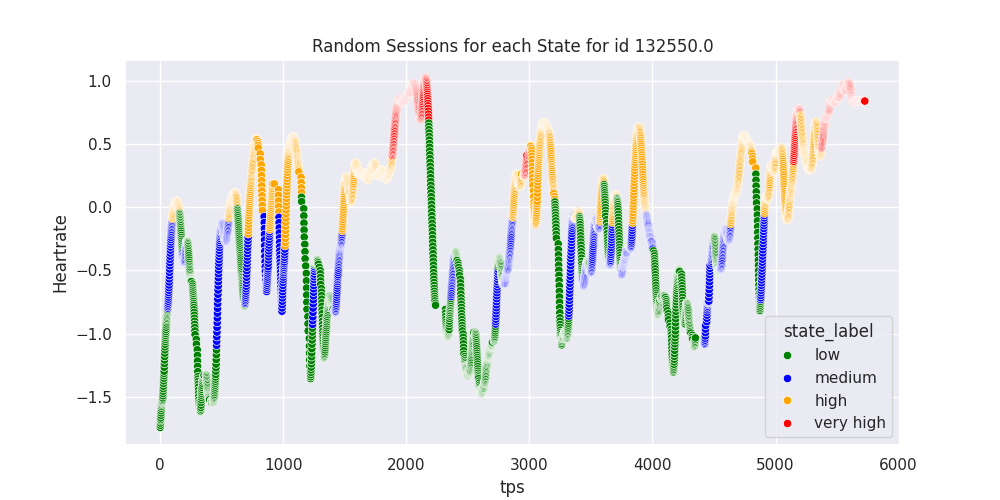 Random Sessions for each State for id 132550.0
Heartrate
1.0
0.5
0.0
−0.5
−1.0
−1.5
0 1000 2000 3000 4000 5000 6000
tps
state_label
low
medium
high
very high